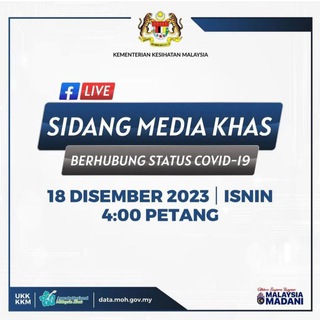 KEMENTERIAN KESIHATAN MALAYSIA
LIVE
SIDANG MEDIA KHAS
BERHUBUNG STATUS COVID-19
18 DISEMBER 2023 | ISNIN
4:00 PETANG
UKK
KKM
data.moh.gov.my
MALAYSIA
MADANI